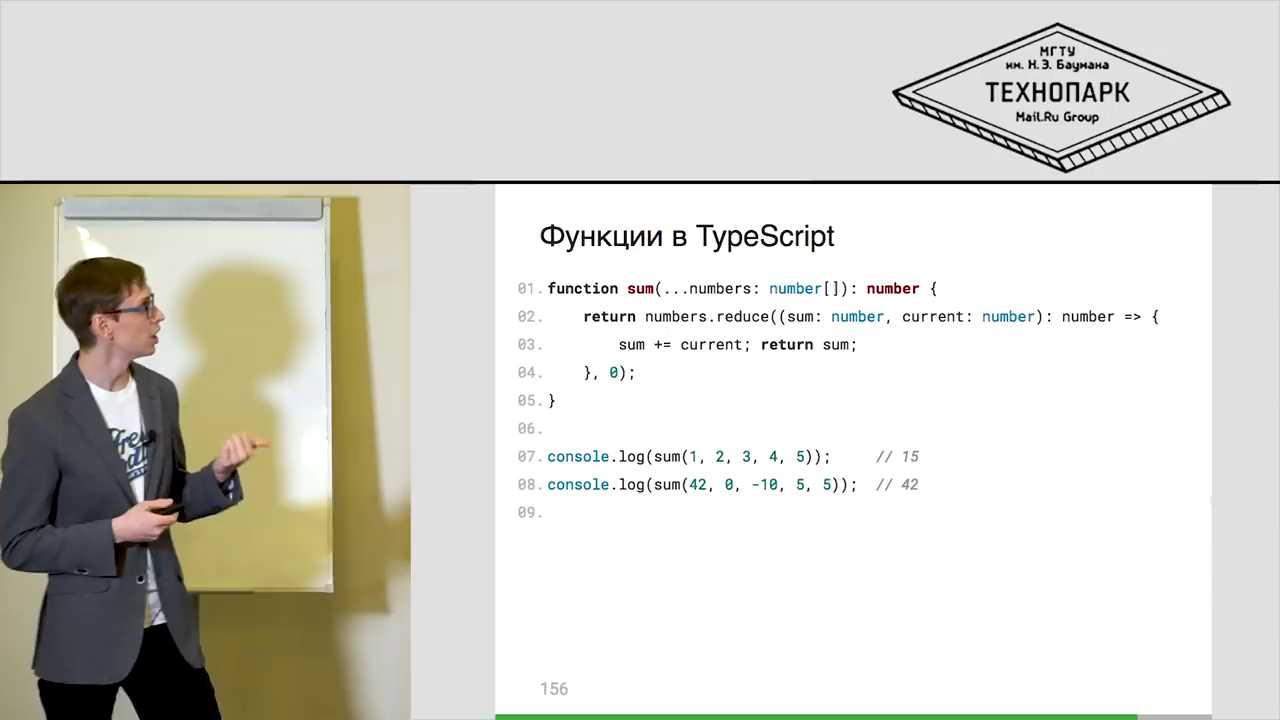 МГТУ
им. Н.Э. Баумана
ТЕХНОПАРК
Mail.Ru Group
Функции в TypeScript
01. function sum(...numbers: number[]): number {
02. return numbers.reduce((sum: number, current: number): number => {
03. sum += current; return sum;
04. }, 0);
05. }
06.
07. console.log(sum(1, 2, 3, 4, 5)); // 15
08. console.log(sum(42, 0, -10, 5, 5)); // 42
09.
156